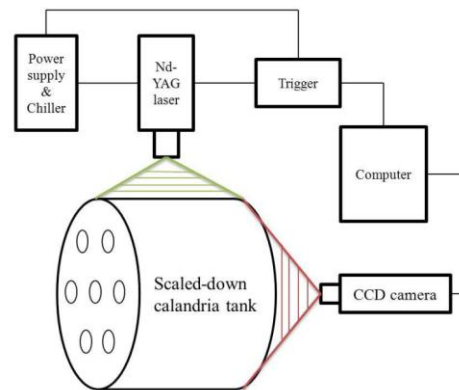 Power
supply
&
Chiller
Nd-
YAG
laser
Trigger
Computer
Scaled-down
calandria tank
CCD camera